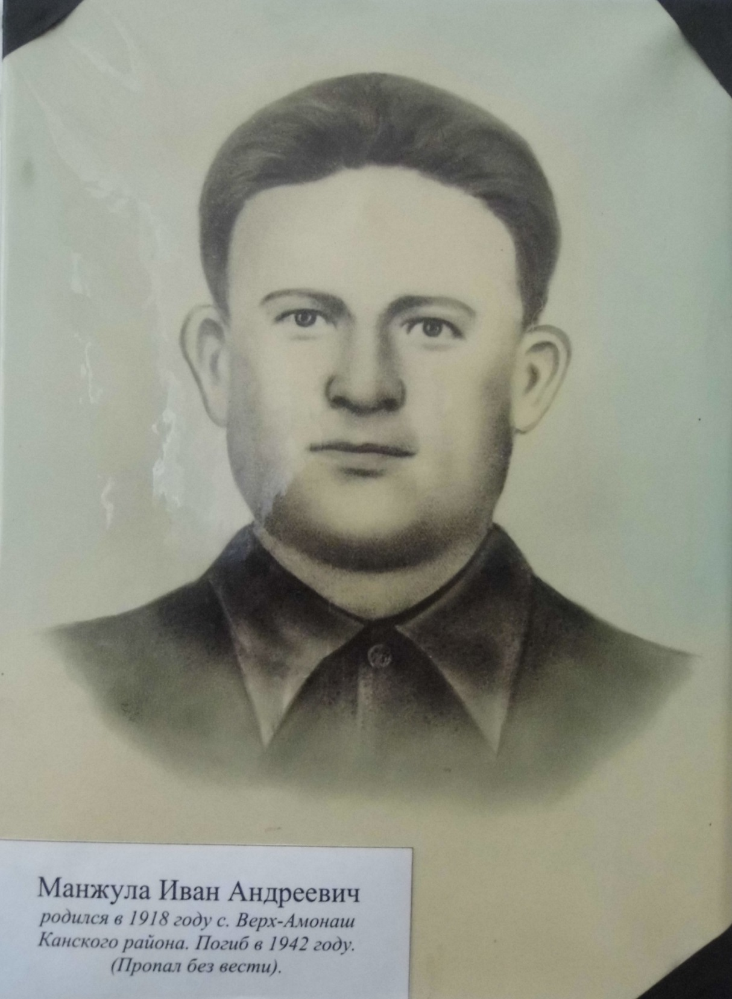 Манжула Иван Андреевич
родился в 1918 году с. Верх-Амонаш
Канского района. Погиб в 1942 году.
(Пропал без вести).